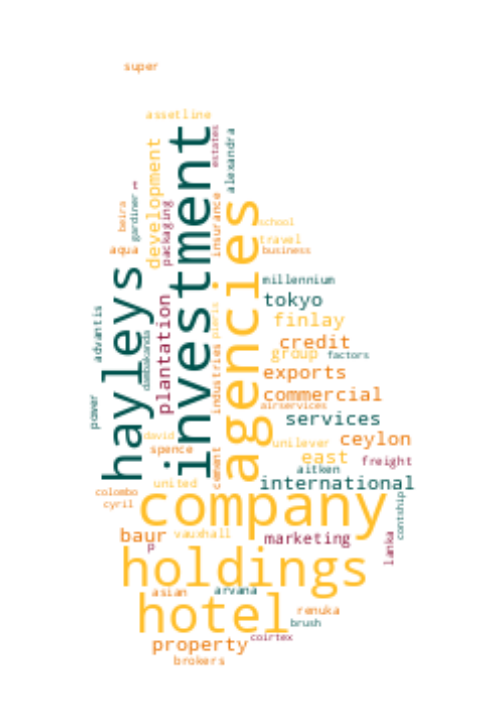 super
assetline
investment
estates
alexandra
development
packaging
beira
gardiner
insurance
agencies
school
travel
aqua
business
hayleys
millennium
plantation
tokyo
advantis
finlay
dambakanda
pieris
credit
group
factors
industries
exports
commercial
power
airservices
services
david
unilever
ceylon
spence
cement
east
aitken
freight
united
international
colombo
company
cyril
contship
baur
vauxhall
marketing
p
lanka
holdings
asian
arvana
hotel
renuka
brush
coirtex
property
brokers